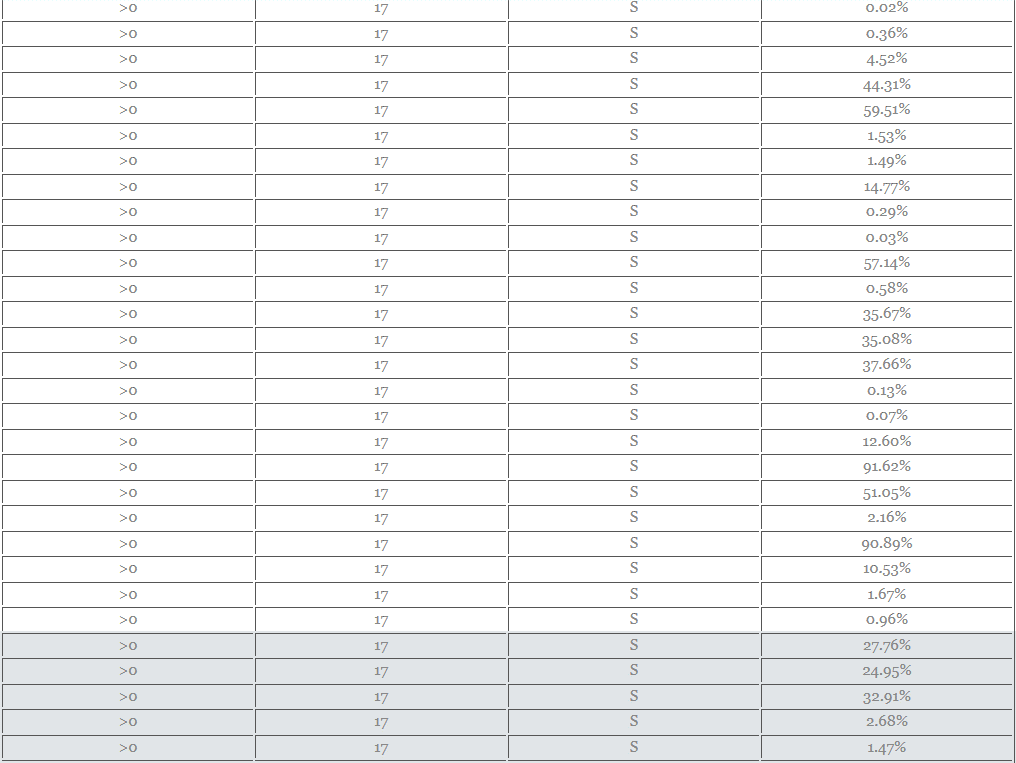 >0 17 S 0.02%
>0 17 S 0.36%
>0 17 S 4.52%
>0 17 S 44.31%
>0 17 S 59.51%
>0 17 S 1.53%
>0 17 S 1.49%
>0 17 S 14.77%
>0 17 S 0.29%
>0 17 S 0.03%
>0 17 S 57.14%
>0 17 S 0.58%
>0 17 S 35.67%
>0 17 S 35.08%
>0 17 S 37.66%
>0 17 S 0.13%
>0 17 S 0.07%
>0 17 S 12.60%
>0 17 S 91.62%
>0 17 S 51.05%
>0 17 S 2.16%
>0 17 S 90.89%
>0 17 S 10.53%
>0 17 S 1.67%
>0 17 S 0.96%
>0 17 S 27.76%
>0 17 S 24.95%
>0 17 S 32.91%
>0 17 S 2.68%
>0 17 S 1.47%